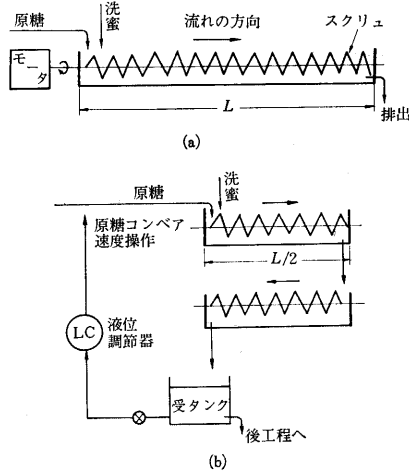 洗蜜
原糖
流れの方向
スクリュ
モータ
L
排出
(a)
原糖
洗蜜
原糖コンベア
速度操作
L/2
LC
液位
調節器
受タンク
後工程へ
(b)